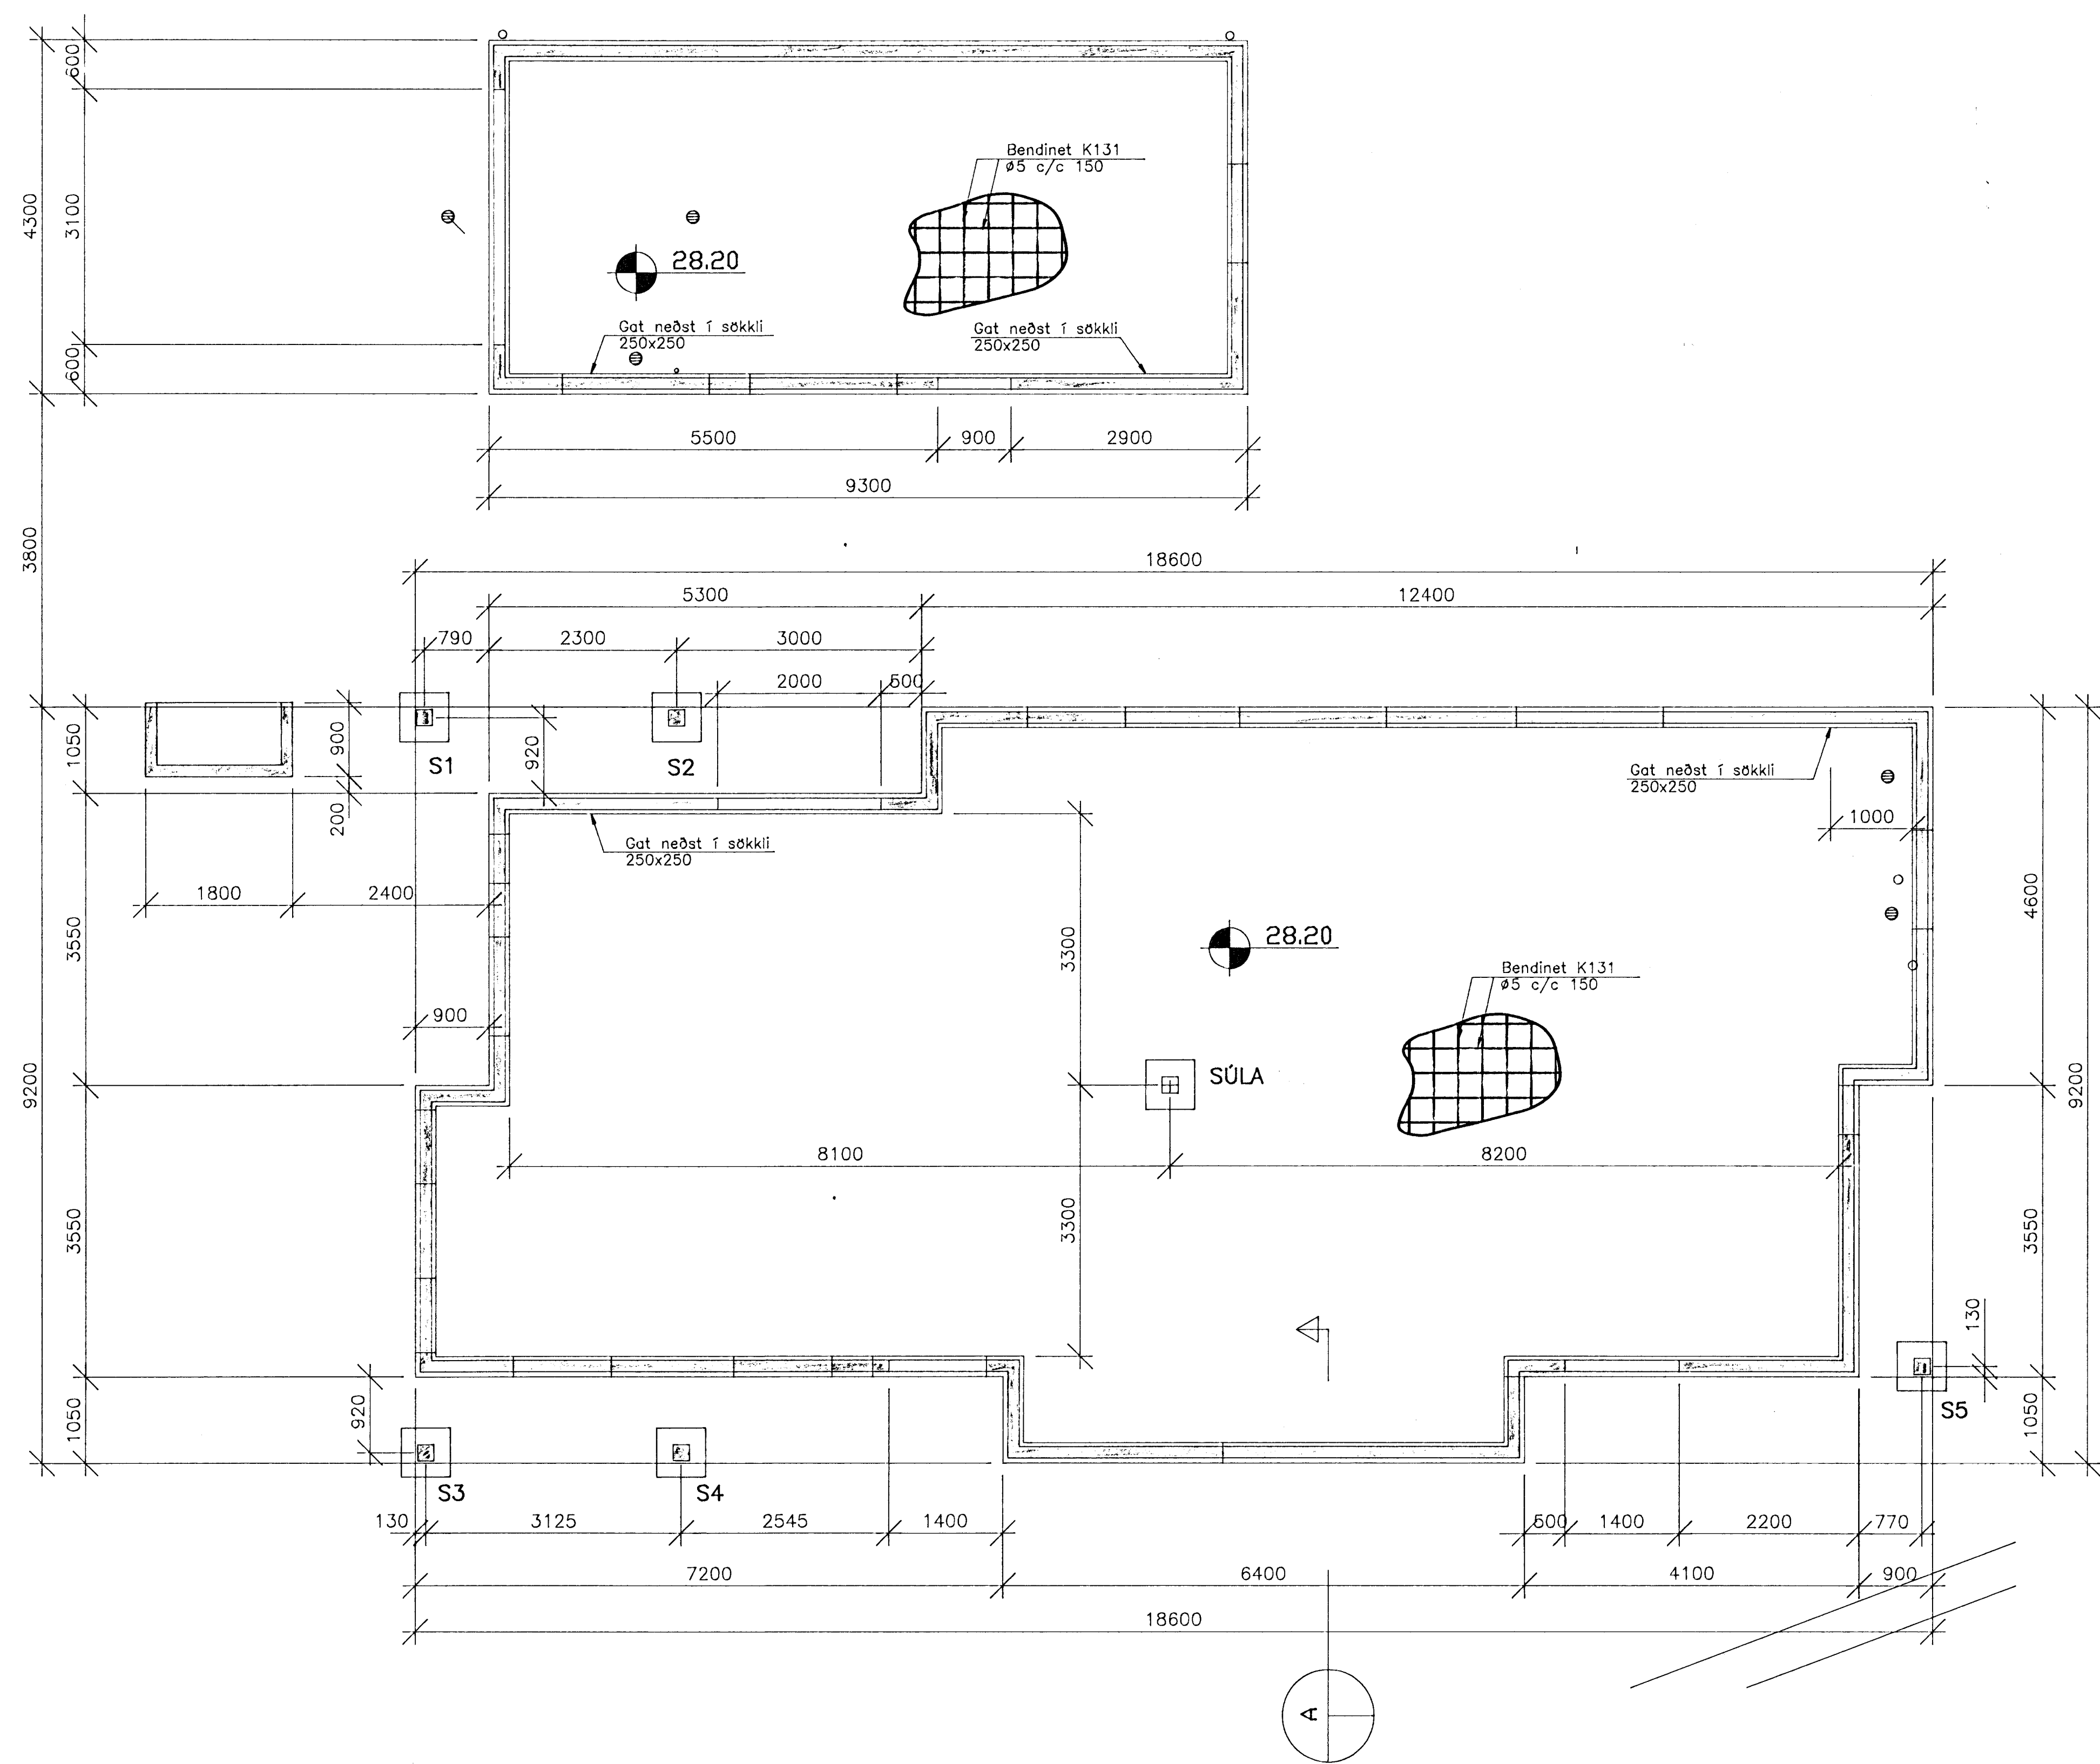 600
4300
3100
Bendinet K131
ø5 c/c 150
28.20
Gat neðst í sökkli
250x250
Gat neðst í sökkli
250x250
600
5500
900
2900
9300
3800
18600
5300
12400
790
2300
3000
2000
500
1050
900
920
S1
S2
200
Gat neðst í sökkli
250x250
Gat neðst í sökkli
250x250
1000
1800
2400
3550
4600
3300
28.20
Bendinet K131
ø5 c/c 150
900
SÚLA
9200
9200
8100
8200
3300
3550
3550
130
920
1050
1050
S5
S3
S4
130
3125
2545
1400
500
1400
2200
770
7200
6400
4100
900
18600
A